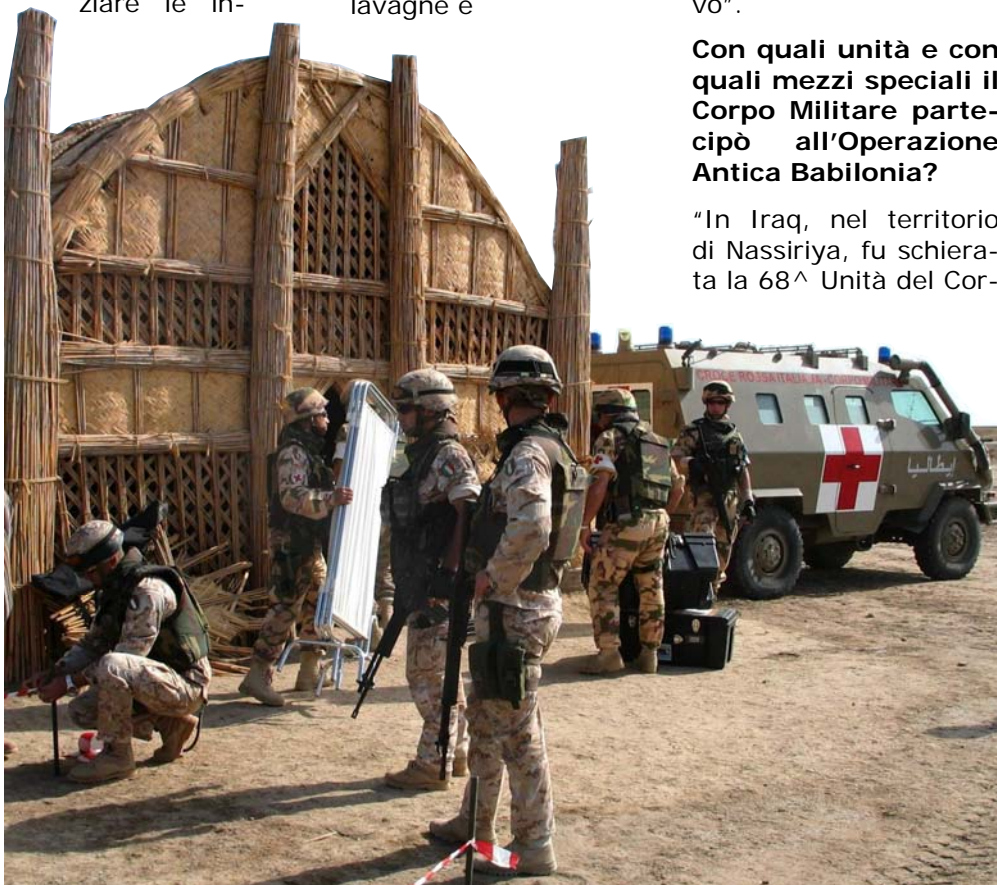 ziare le in-
lavagne e
vo".
Con quali unità e con
quali mezzi speciali il
Corpo Militare parte-
cipò all'Operazione
Antica Babilonia?
"In Iraq, nel territorio
di Nassiriya, fu schiera-
ta la 68^ Unità del Cor-
CROCE ROSSA ITALIANA - CORPO
ايطاليا